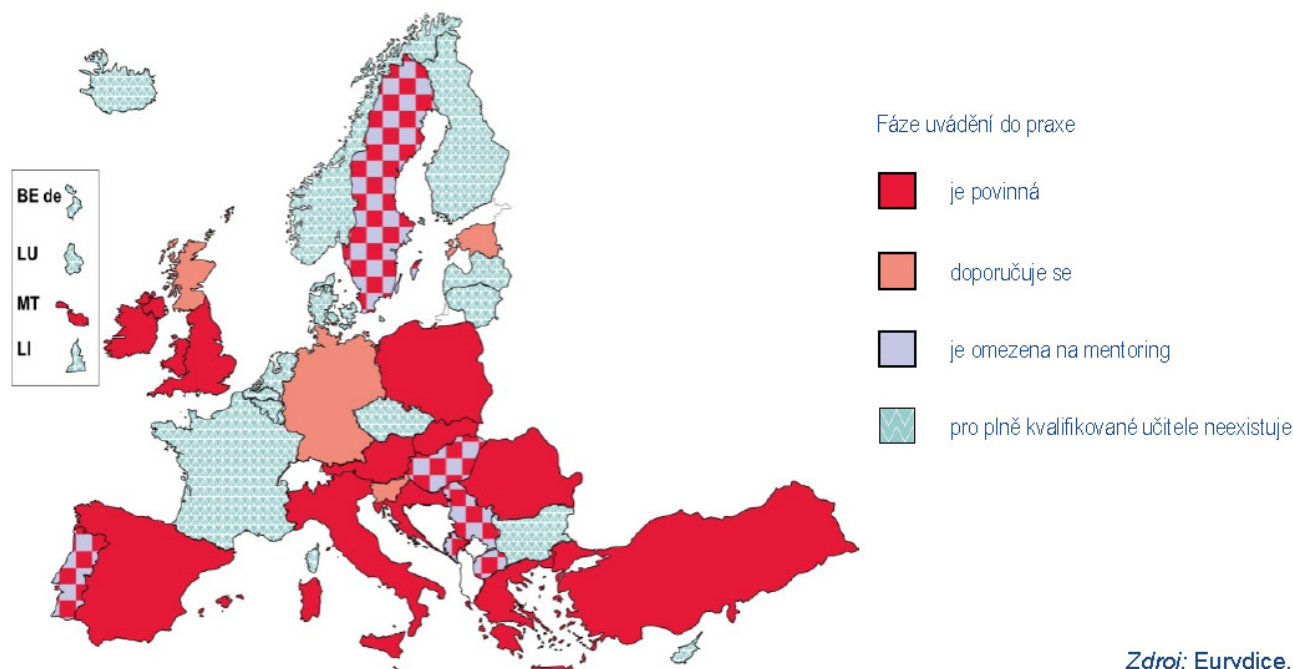 BE de
LU
MT
LI
Fáze uvádění do praxe
je povinná
doporučuje se
je omezena na mentoring
pro plně kvalifikované učitele neexistuje
Zdroj: Eurydice.